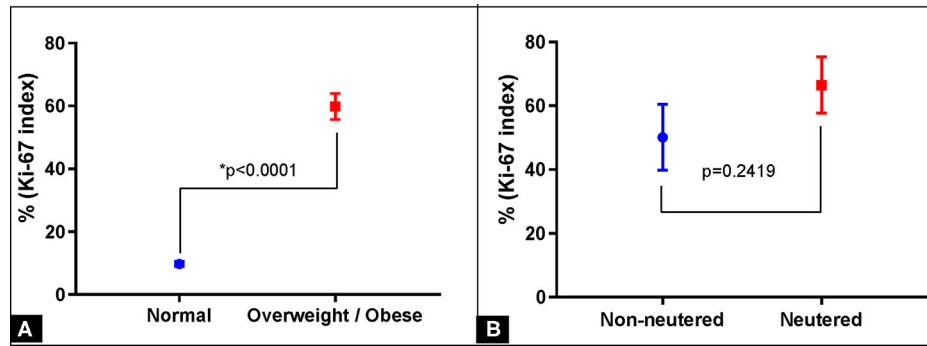 % (Ki-67 index)
80
60
40
20
0
*p<0.0001
Normal
Overweight / Obese
A
% (Ki-67 index)
80
60
40
20
0
p=0.2419
Non-neutered
Neutered
B